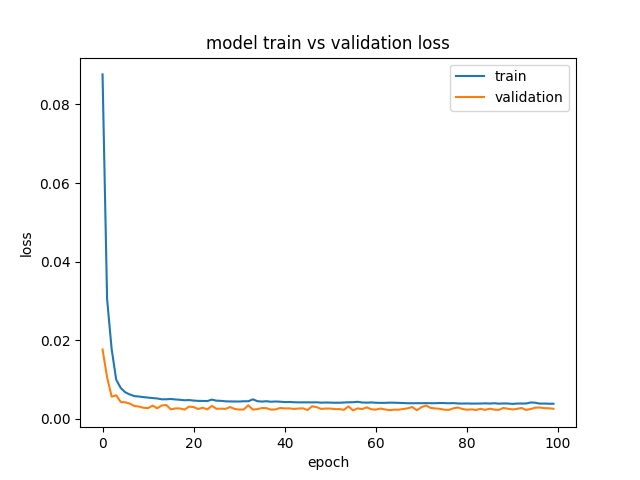 model train vs validation loss
train
validation
0.08
0.06
0.04
0.02
0.00
loss
0
20
40
60
80
100
epoch